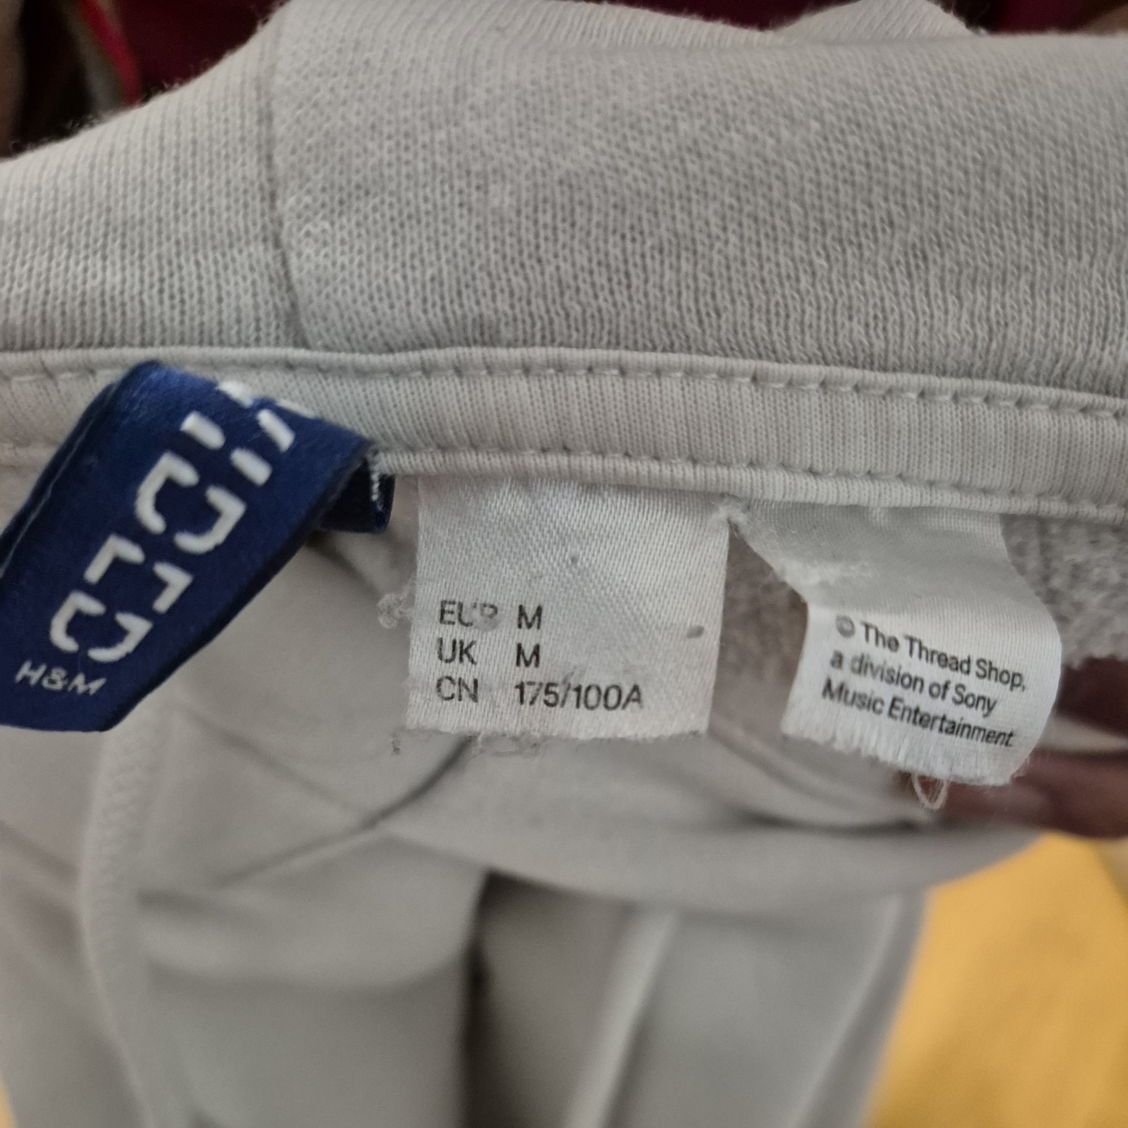 H&M
EUR M
UK M
CN 175/100A
© The Thread Shop,
a division of Sony
Music Entertainment